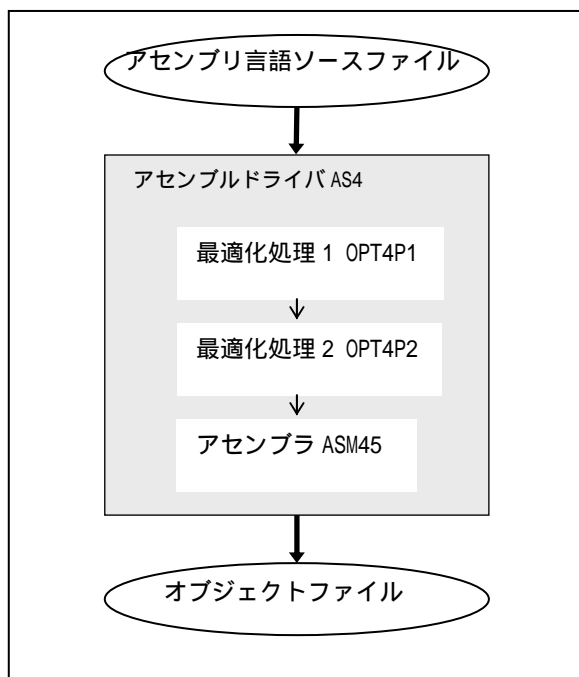 アセンブリ言語ソースファイル
アセンブルドライバ AS4
最適化処理 1 OPT4P1
最適化処理 2 OPT4P2
アセンブラ ASM45
オブジェクトファイル